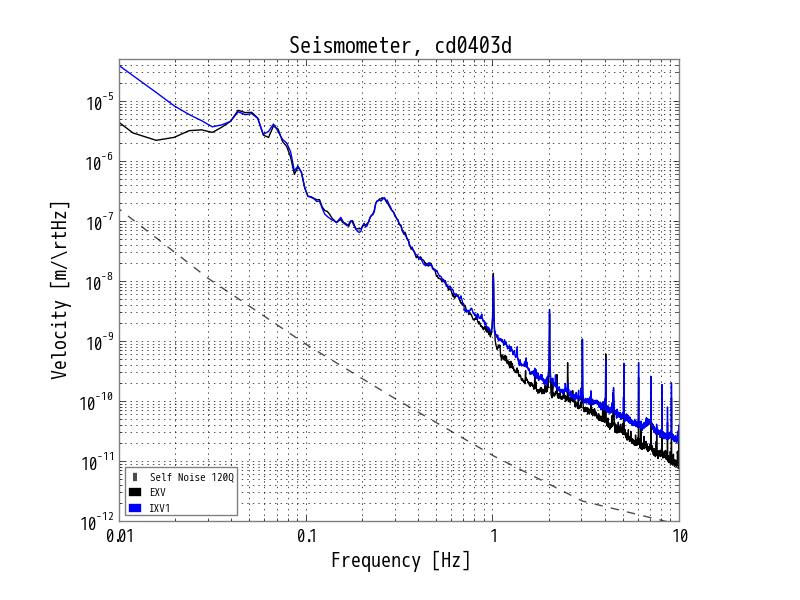 Seismometer, cd0403d
Velocity [m/\rtHz]
10^-5
10^-6
10^-7
10^-8
10^-9
10^-10
10^-11
10^-12
Self Noise 120Q
EXV
IXV1
0.01
0.1
1
10
Frequency [Hz]